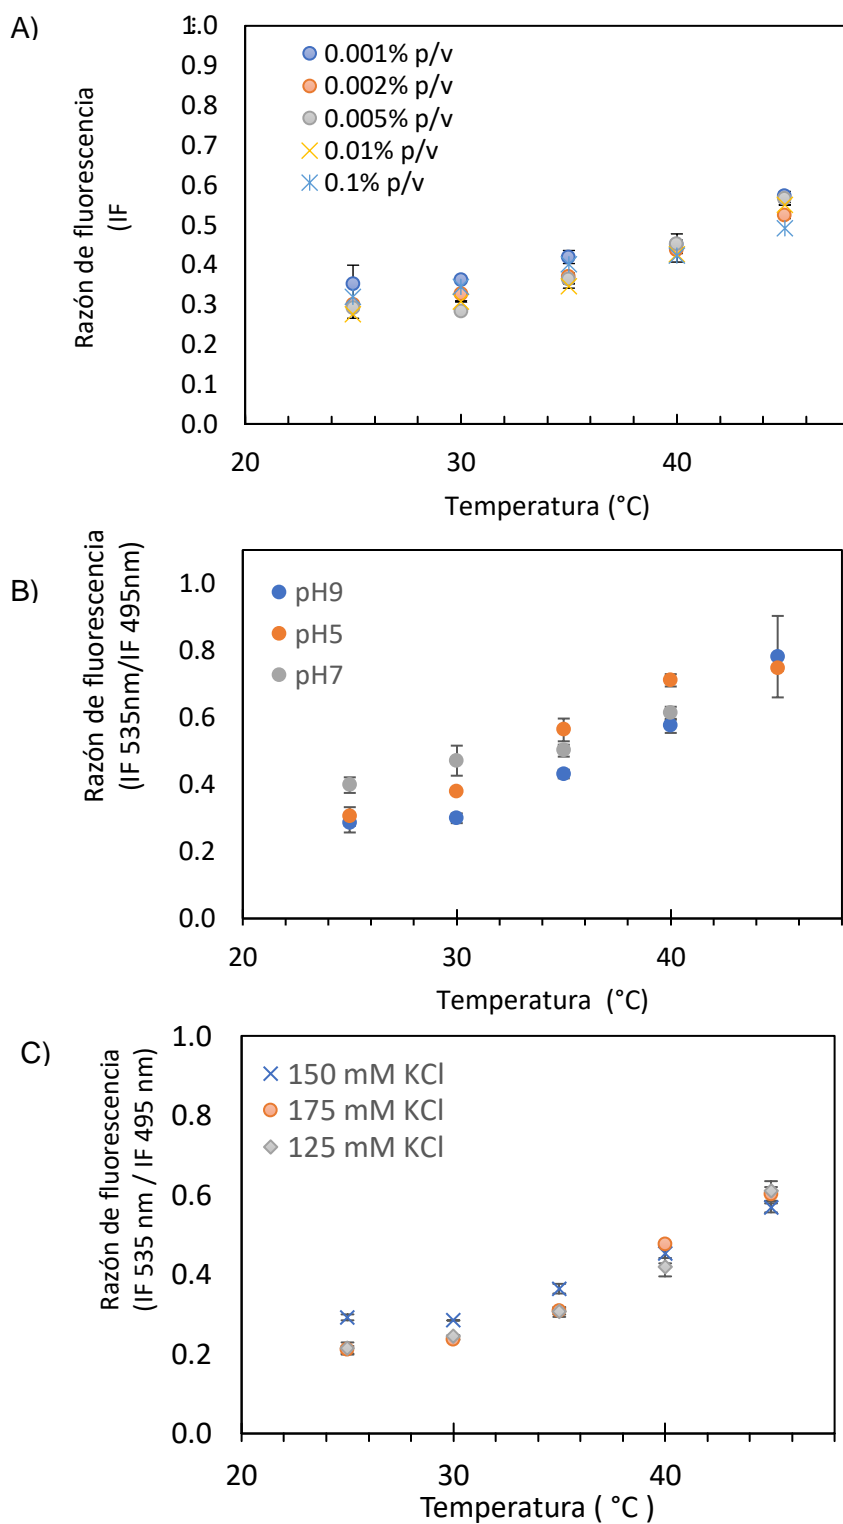 A)
1.0
0.9
0.8
0.7
0.6
0.5
0.4
0.3
0.2
0.1
0.0
Razón de fluorescencia
(IF
0.001% p/v
0.002% p/v
0.005% p/v
0.01% p/v
0.1% p/v
20
30
40
Temperatura (°C)
B)
Razón de fluorescencia
(IF 535nm/IF 495nm)
1.0
0.8
0.6
0.4
0.2
0.0
pH9
pH5
pH7
20
30
40
Temperatura (°C)
C)
Razón de fluorescencia
(IF 535 nm / IF 495 nm)
1.0
0.8
0.6
0.4
0.2
0.0
150 mM KCl
175 mM KCl
125 mM KCl
20
30
40
Temperatura ( °C )